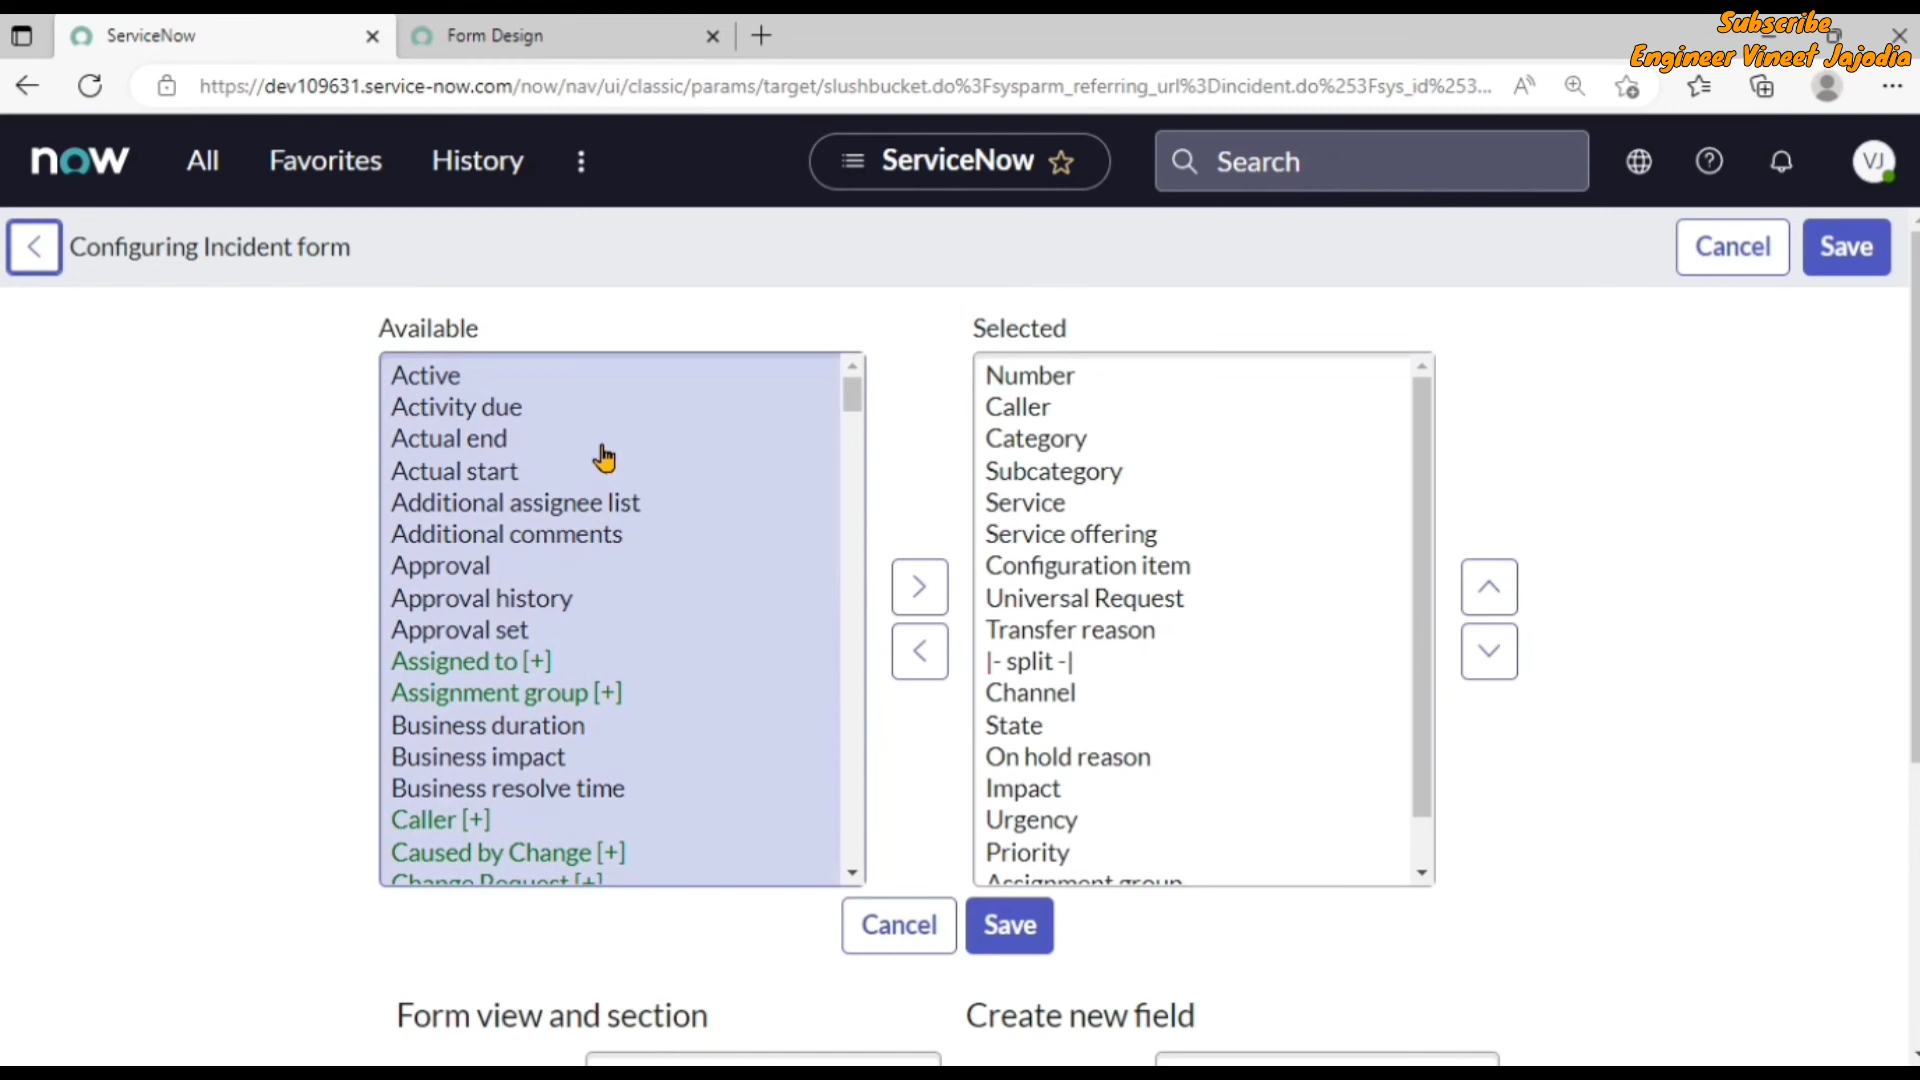 ServiceNow
Form Design
Subscribe
Engineer Vineet Jajodia
https://dev109631.service-now.com/now/nav/ui/classic/params/target/slushbucket.do%3Fsysparm_referring_url%3Dincident.do%253Fsys_id%253...
now
All
Favorites
History
ServiceNow
Search
VJ
Configuring Incident form
Cancel
Save
Available
Active
Activity due
Actual end
Actual start
Additional assignee list
Additional comments
Approval
Approval history
Approval set
Assigned to [+]
Assignment group [+]
Business duration
Business impact
Business resolve time
Caller [+]
Caused by Change [+]
Change Request [+]
Selected
Number
Caller
Category
Subcategory
Service
Service offering
Configuration item
Universal Request
Transfer reason
|- split -|
Channel
State
On hold reason
Impact
Urgency
Priority
Assignment group
Cancel
Save
Form view and section
Create new field